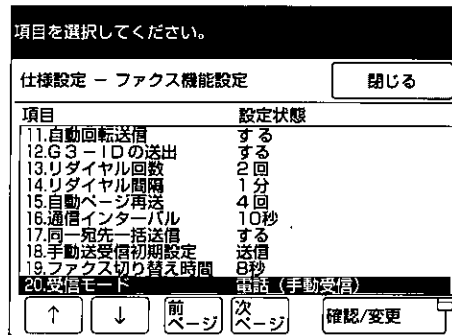 項目を選択してください。
仕様設定 － ファクス機能設定 閉じる
項目 設定状態
11.自動回転送信 する
12.Ｇ３－ＩＤの送出 する
13.リダイヤル回数 2回
14.リダイヤル間隔 1分
15.自動ページ再送 4回
16.通信インターバル 10秒
17.同一宛先一括送信 する
18.手動送受信初期設定 送信
19.ファクス切り替え時間 8秒
20.受信モード 電話（手動受信）
↑ ↓ 前ページ 次ページ 確認/変更